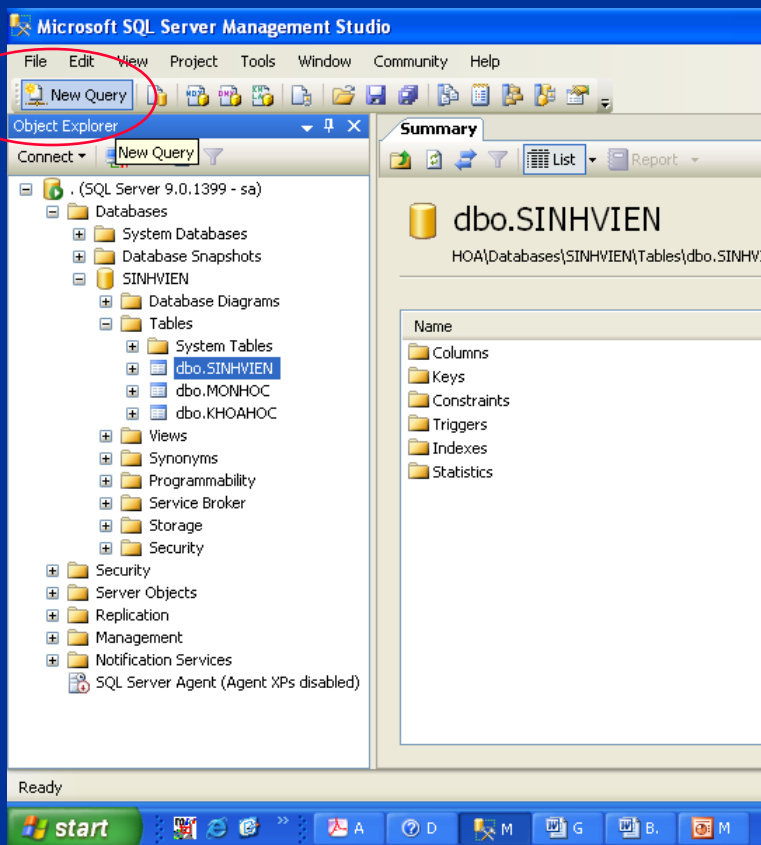 Microsoft SQL Server Management Studio
File Edit View Project Tools Window Community Help
New Query
Object Explorer
Connect
New Query
. (SQL Server 9.0.1399 - sa)
Databases
System Databases
Database Snapshots
SINHVIEN
Database Diagrams
Tables
System Tables
dbo.SINHVIEN
dbo.MONHOC
dbo.KHOAHOC
Views
Synonyms
Programmability
Service Broker
Storage
Security
Security
Server Objects
Replication
Management
Notification Services
SQL Server Agent (Agent XPs disabled)
Summary
List Report
dbo.SINHVIEN
HOA\Databases\SINHVIEN\Tables\dbo.SINHVI
Name
Columns
Keys
Constraints
Triggers
Indexes
Statistics
Ready
start A D M G B. M